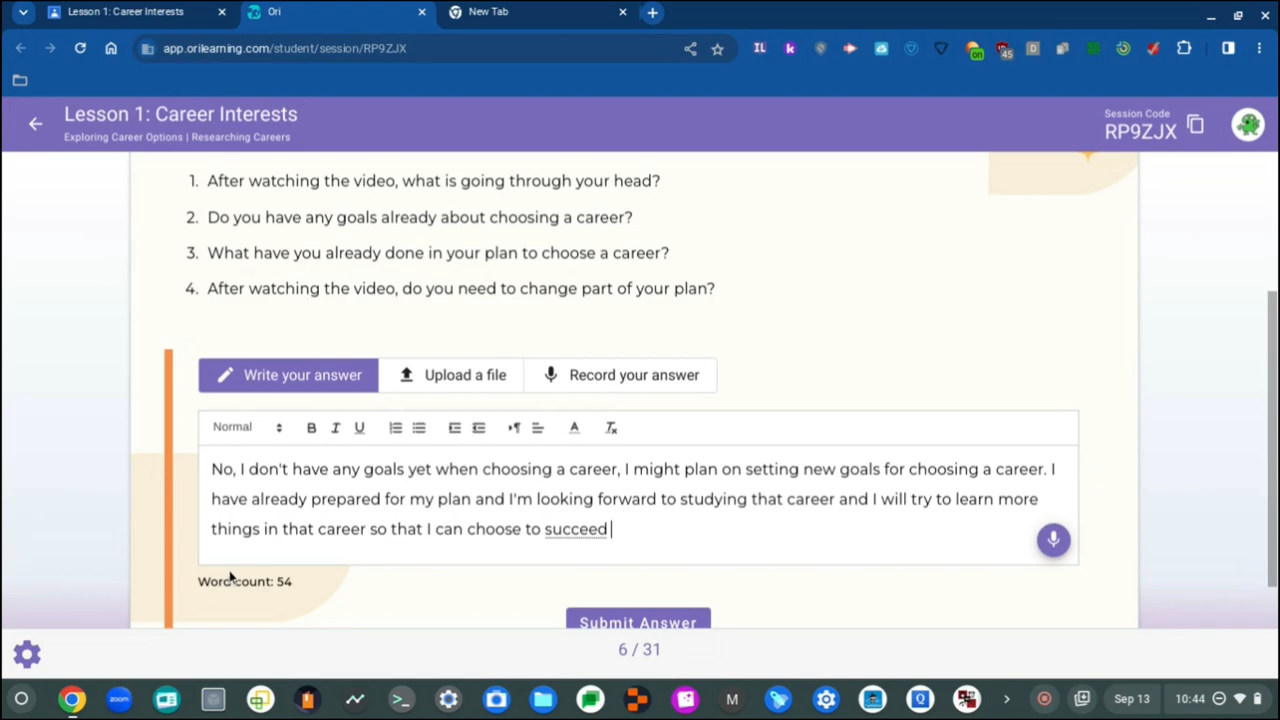 Lesson 1: Career Interests
Ori
New Tab
app.orilearning.com/student/session/RP9ZJX
IL
k
on
45
D
Lesson 1: Career Interests
Exploring Career Options | Researching Careers
Session Code
RP9ZJX
1. After watching the video, what is going through your head?
2. Do you have any goals already about choosing a career?
3. What have you already done in your plan to choose a career?
4. After watching the video, do you need to change part of your plan?
Write your answer
Upload a file
Record your answer
Normal
B I U
A
Tx
No, I don't have any goals yet when choosing a career, I might plan on setting new goals for choosing a career. I
have already prepared for my plan and I'm looking forward to studying that career and I will try to learn more
things in that career so that I can choose to succeed
Word count: 54
Submit Answer
6 / 31
zoom
M
Q
Sep 13
10:44